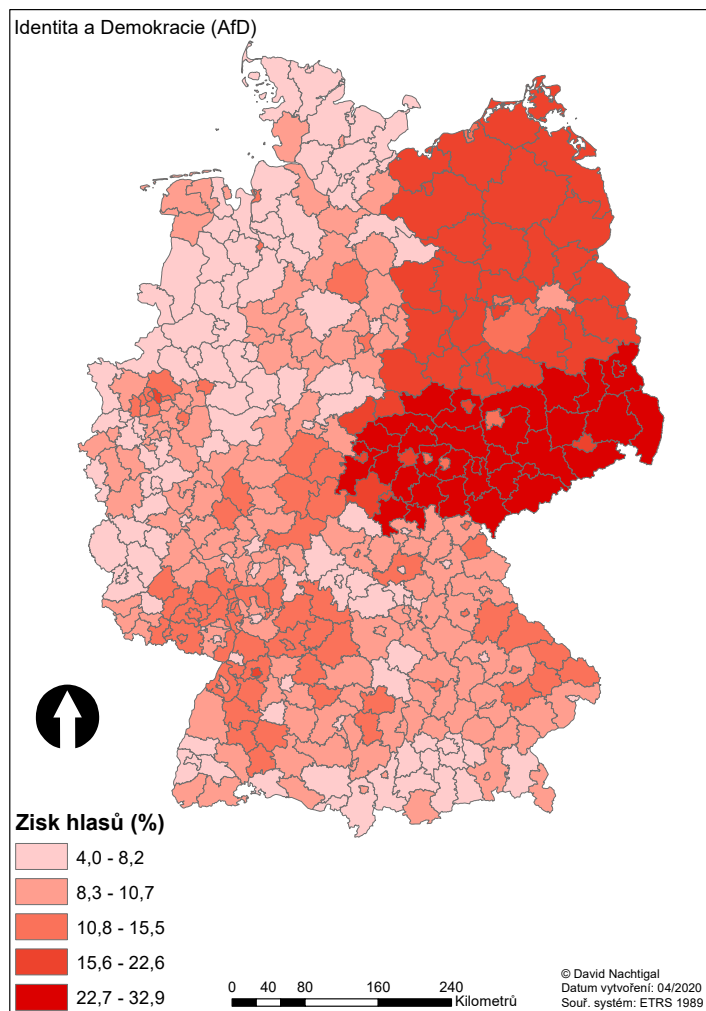 Identita a Demokracie (AfD)
Zisk hlasů (%)
4,0 - 8,2
8,3 - 10,7
10,8 - 15,5
15,6 - 22,6
22,7 - 32,9
0 40 80 160 240
Kilometrů
© David Nachtigal
Datum vytvoření: 04/2020
Souř. systém: ETRS 1989